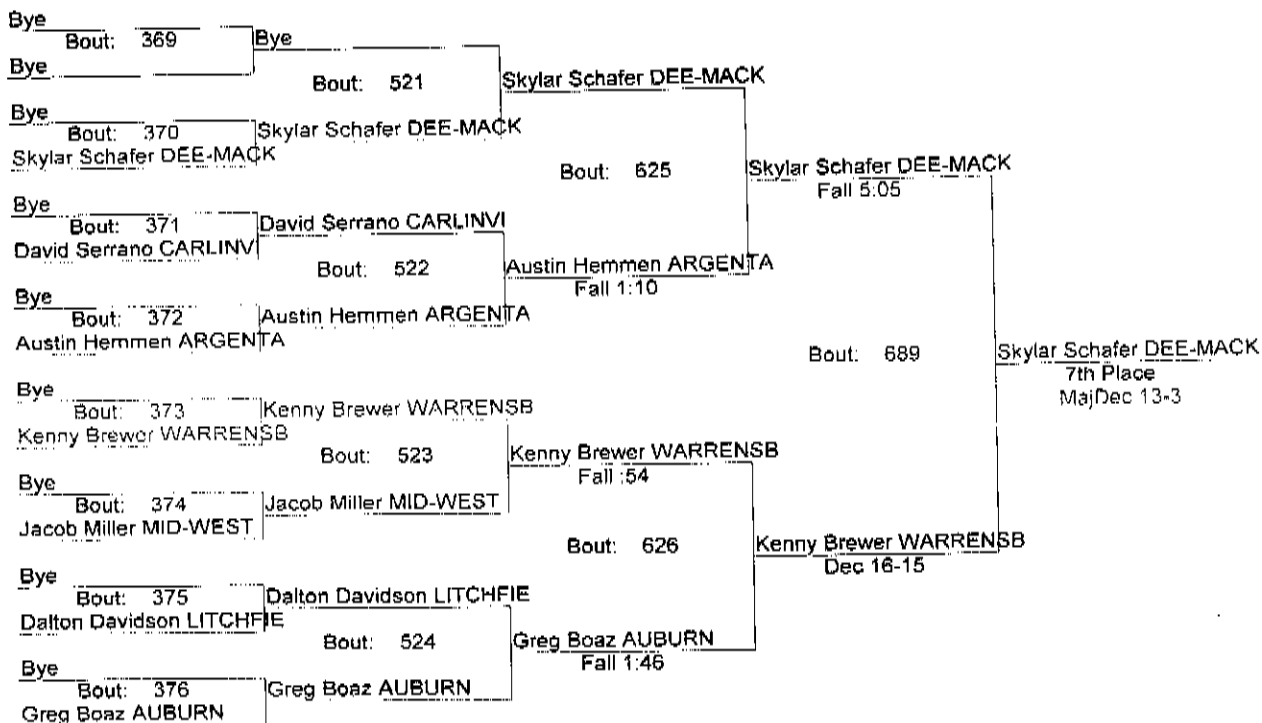 Bye
Bout: 369
Bye
Bye
Bout: 521
Skylar Schafer DEE-MACK
Bye
Bout: 370
Skylar Schafer DEE-MACK
Skylar Schafer DEE-MACK
Bout: 625
Skylar Schafer DEE-MACK
Fall 5:05
Bye
Bout: 371
David Serrano CARLINVI
David Serrano CARLINVI
Bout: 522
Austin Hemmen ARGENTA
Fall 1:10
Bye
Bout: 372
Austin Hemmen ARGENTA
Austin Hemmen ARGENTA
Bout: 689
Skylar Schafer DEE-MACK
7th Place
MajDec 13-3
Bye
Bout: 373
Kenny Brewer WARRENSB
Kenny Brewer WARRENSB
Bout: 523
Kenny Brewer WARRENSB
Fall :54
Bye
Bout: 374
Jacob Miller MID-WEST
Jacob Miller MID-WEST
Bout: 626
Kenny Brewer WARRENSB
Dec 16-15
Bye
Bout: 375
Dalton Davidson LITCHFIE
Dalton Davidson LITCHFIE
Bout: 524
Greg Boaz AUBURN
Fall 1:46
Bye
Bout: 376
Greg Boaz AUBURN
Greg Boaz AUBURN